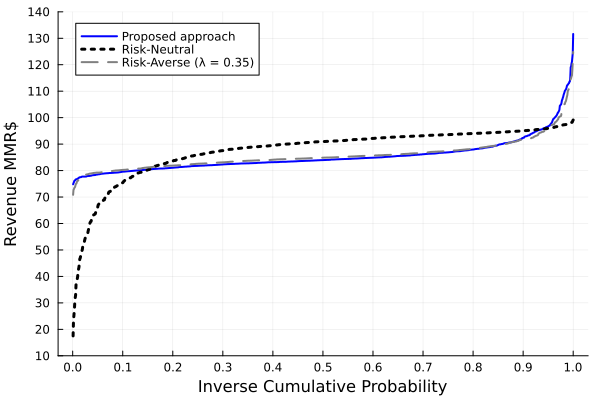 140
130
120
110
100
90
80
70
60
50
40
30
20
10
Revenue MMR$
Proposed approach
Risk-Neutral
Risk-Averse (λ = 0.35)
0.0 0.1 0.2 0.3 0.4 0.5 0.6 0.7 0.8 0.9 1.0
Inverse Cumulative Probability